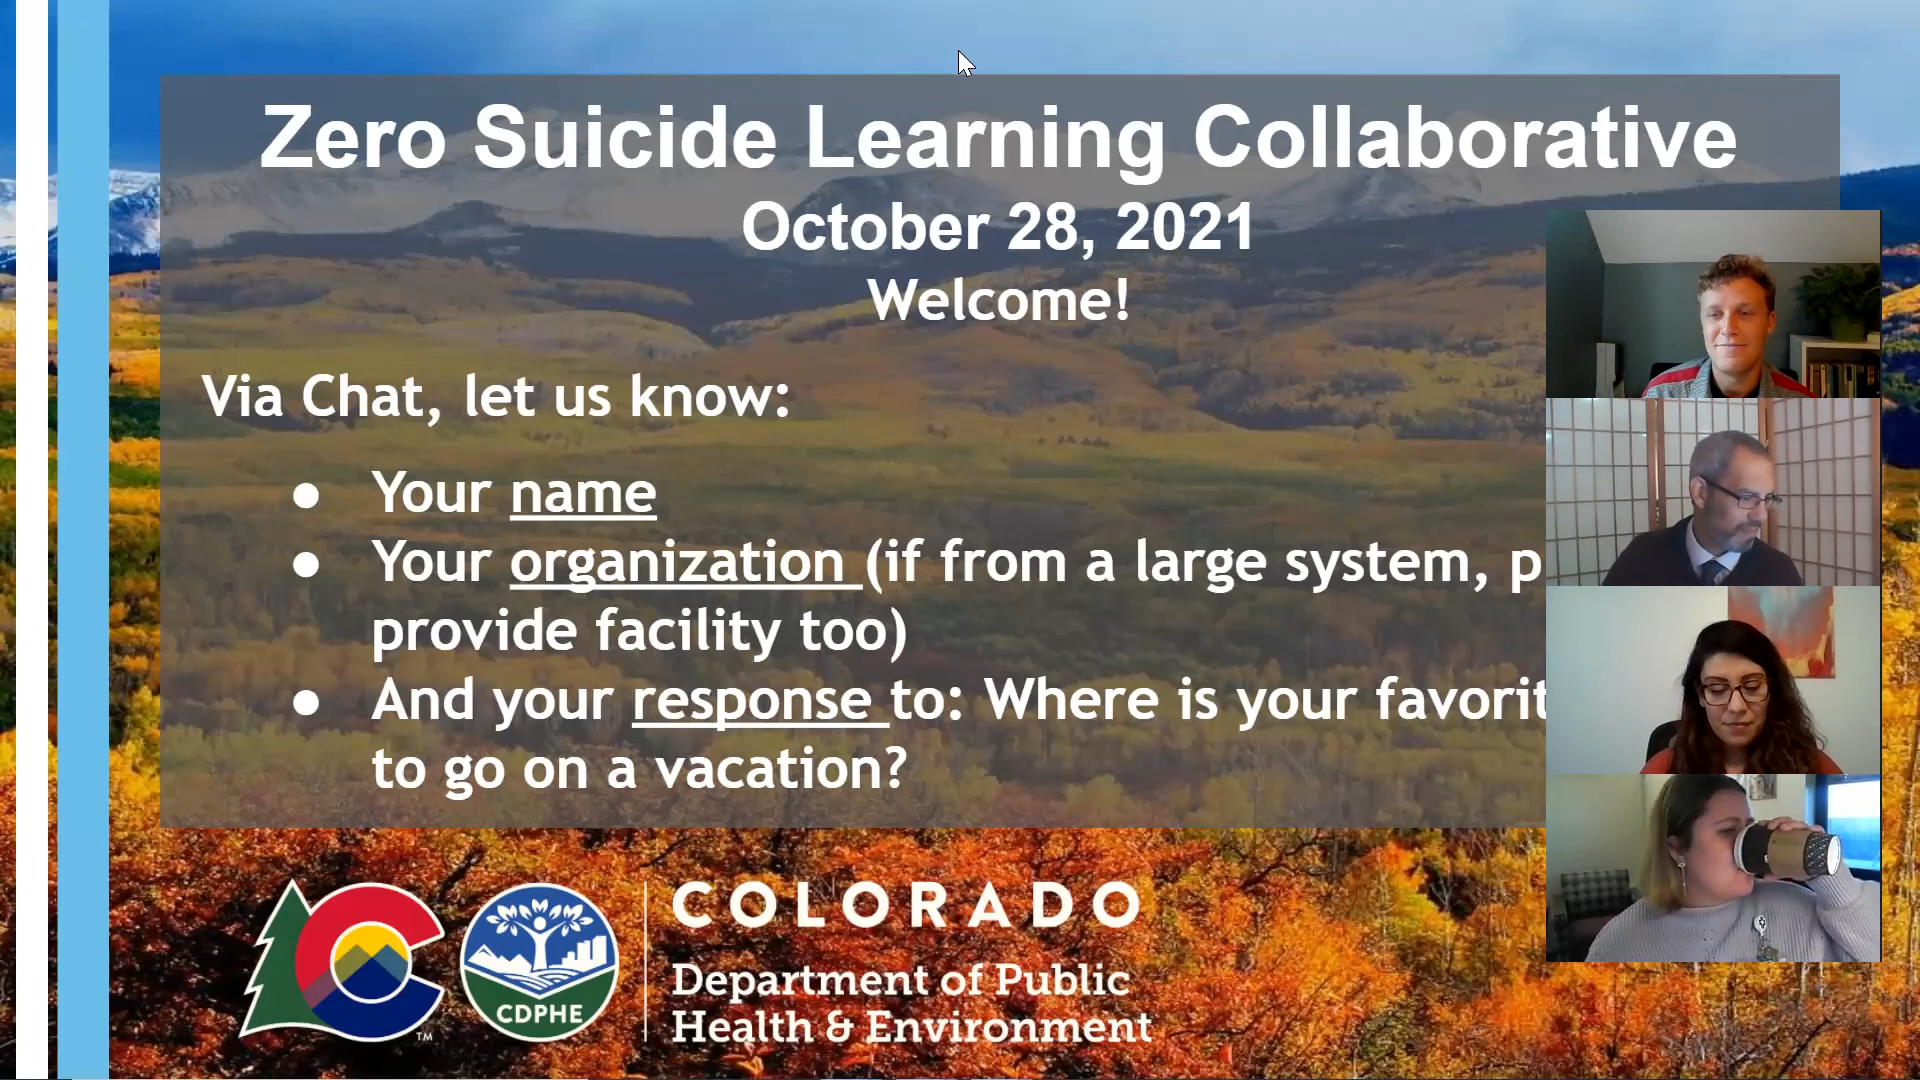 Zero Suicide Learning Collaborative
October 28, 2021
Welcome!
Via Chat, let us know:
● Your name
● Your organization (if from a large system, p
provide facility too)
● And your response to: Where is your favorit
to go on a vacation?
COLORADO
Department of Public
Health & Environment
CDPHE
TM